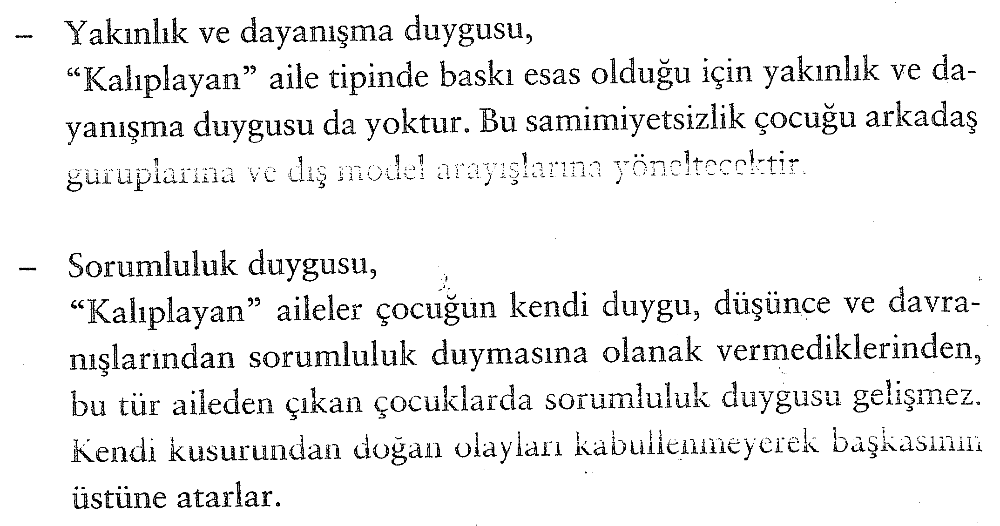 – Yakınlık ve dayanışma duygusu,
“Kalıplayan” aile tipinde baskı esas olduğu için yakınlık ve da-
yanışma duygusu da yoktur. Bu samimiyetsizlik çocuğu arkadaş
guruplarına ve dış model arayışlarına yöneltecektir.
– Sorumluluk duygusu,
“Kalıplayan” aileler çocuğun kendi duygu, düşünce ve davra-
nışlarından sorumluluk duymasına olanak vermediklerinden,
bu tür aileden çıkan çocuklarda sorumluluk duygusu gelişmez.
Kendi kusurundan doğan olayları kabullenmeyerek başkasının
üstüne atarlar.